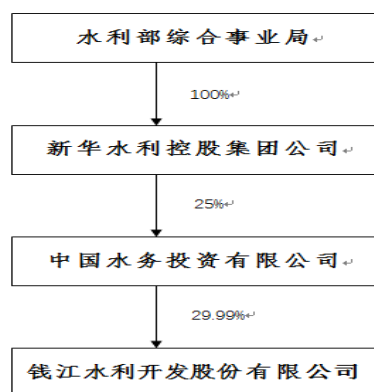 水利部综合事业局
100%
新华水利控股集团公司
25%
中国水务投资有限公司
29.99%
钱江水利开发股份有限公司